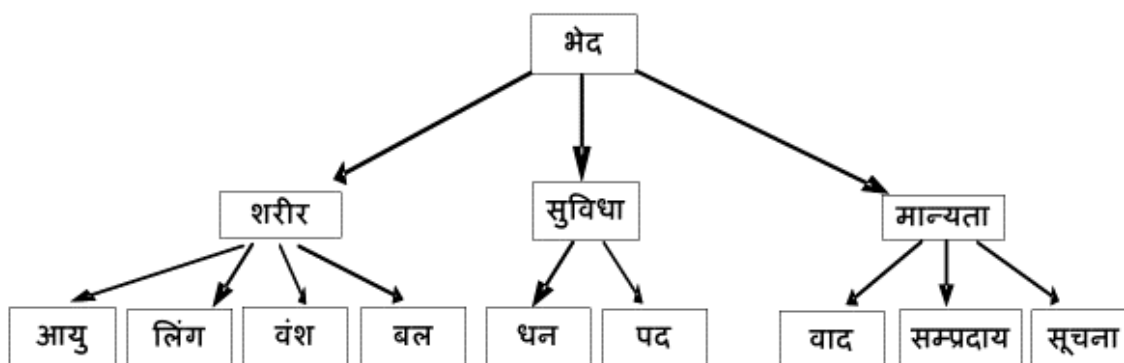 भेद
शरीर
सुविधा
मान्यता
आयु
लिंग
वंश
बल
धन
पद
वाद
सम्प्रदाय
सूचना